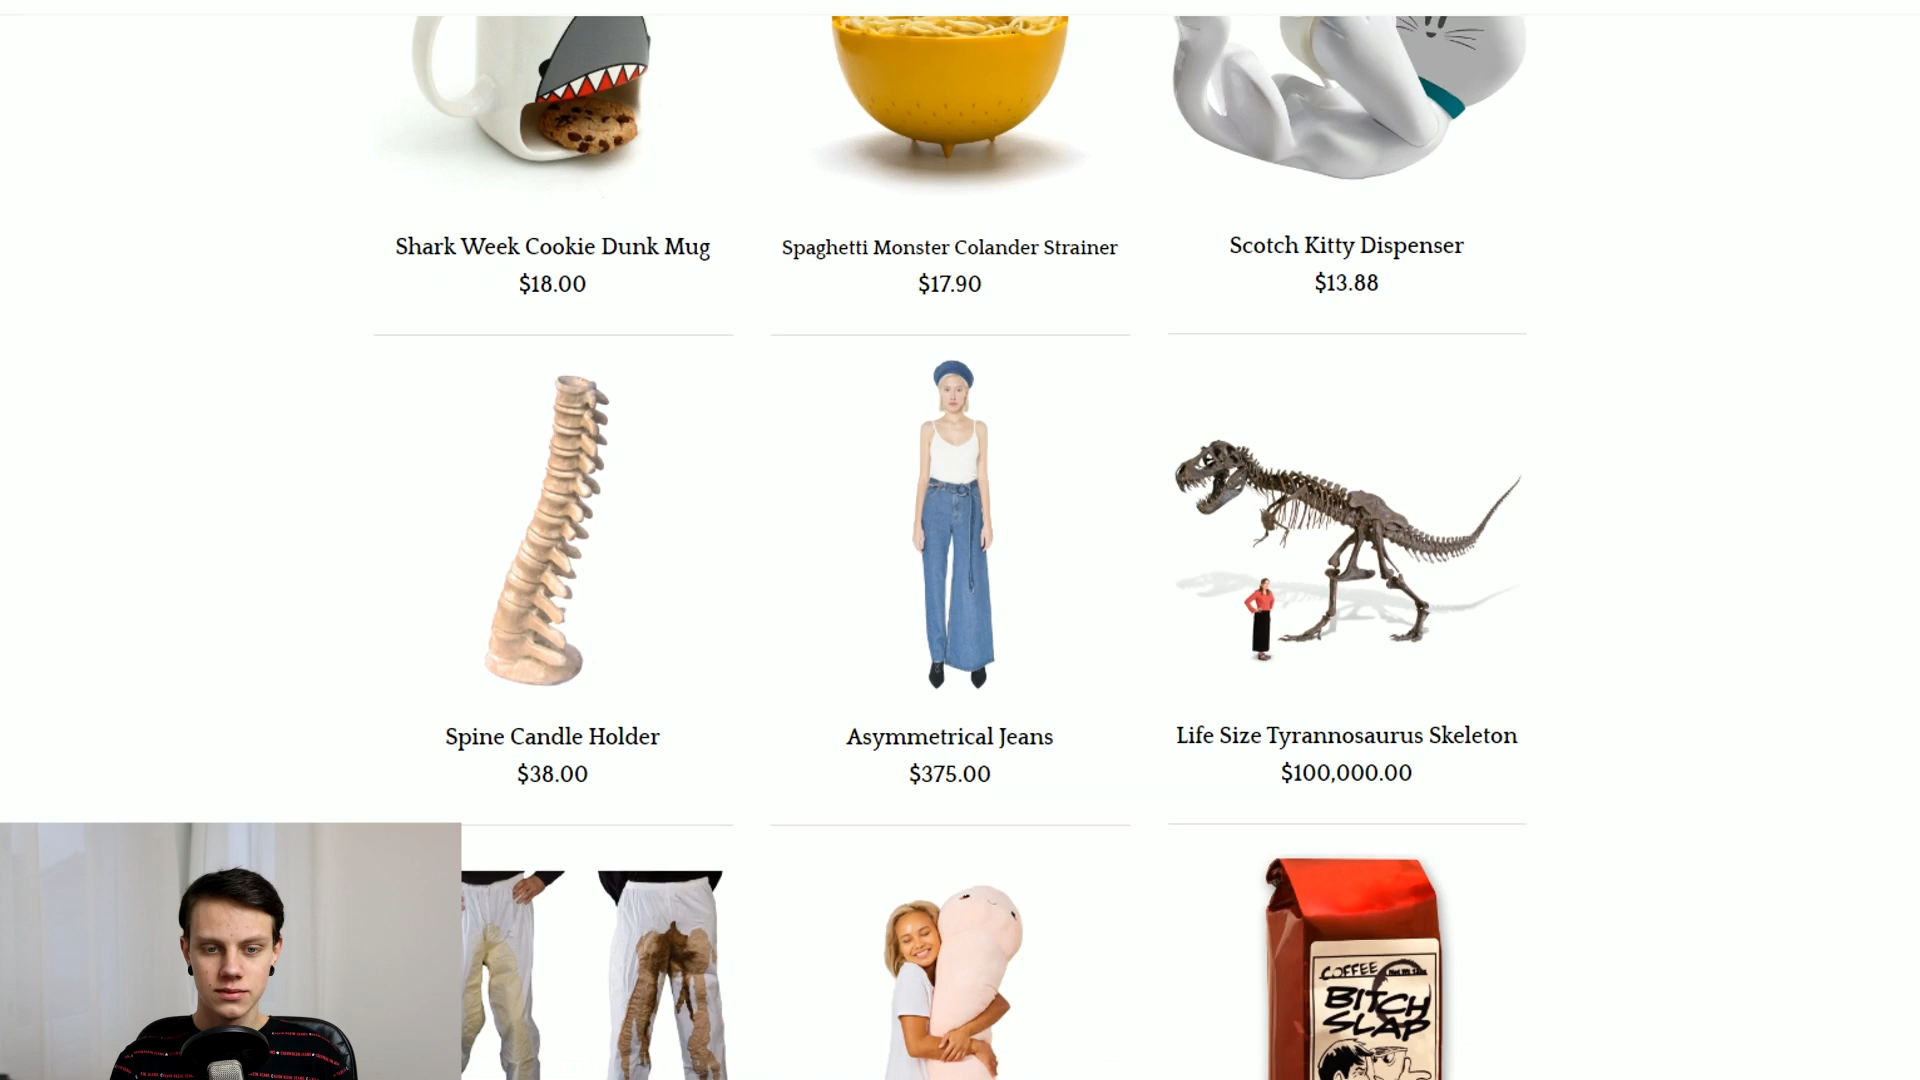 Shark Week Cookie Dunk Mug
$18.00
Spaghetti Monster Colander Strainer
$17.90
Scotch Kitty Dispenser
$13.88
Spine Candle Holder
$38.00
Asymmetrical Jeans
$375.00
Life Size Tyrannosaurus Skeleton
$100,000.00
COFFEE
BITCH
SLAP